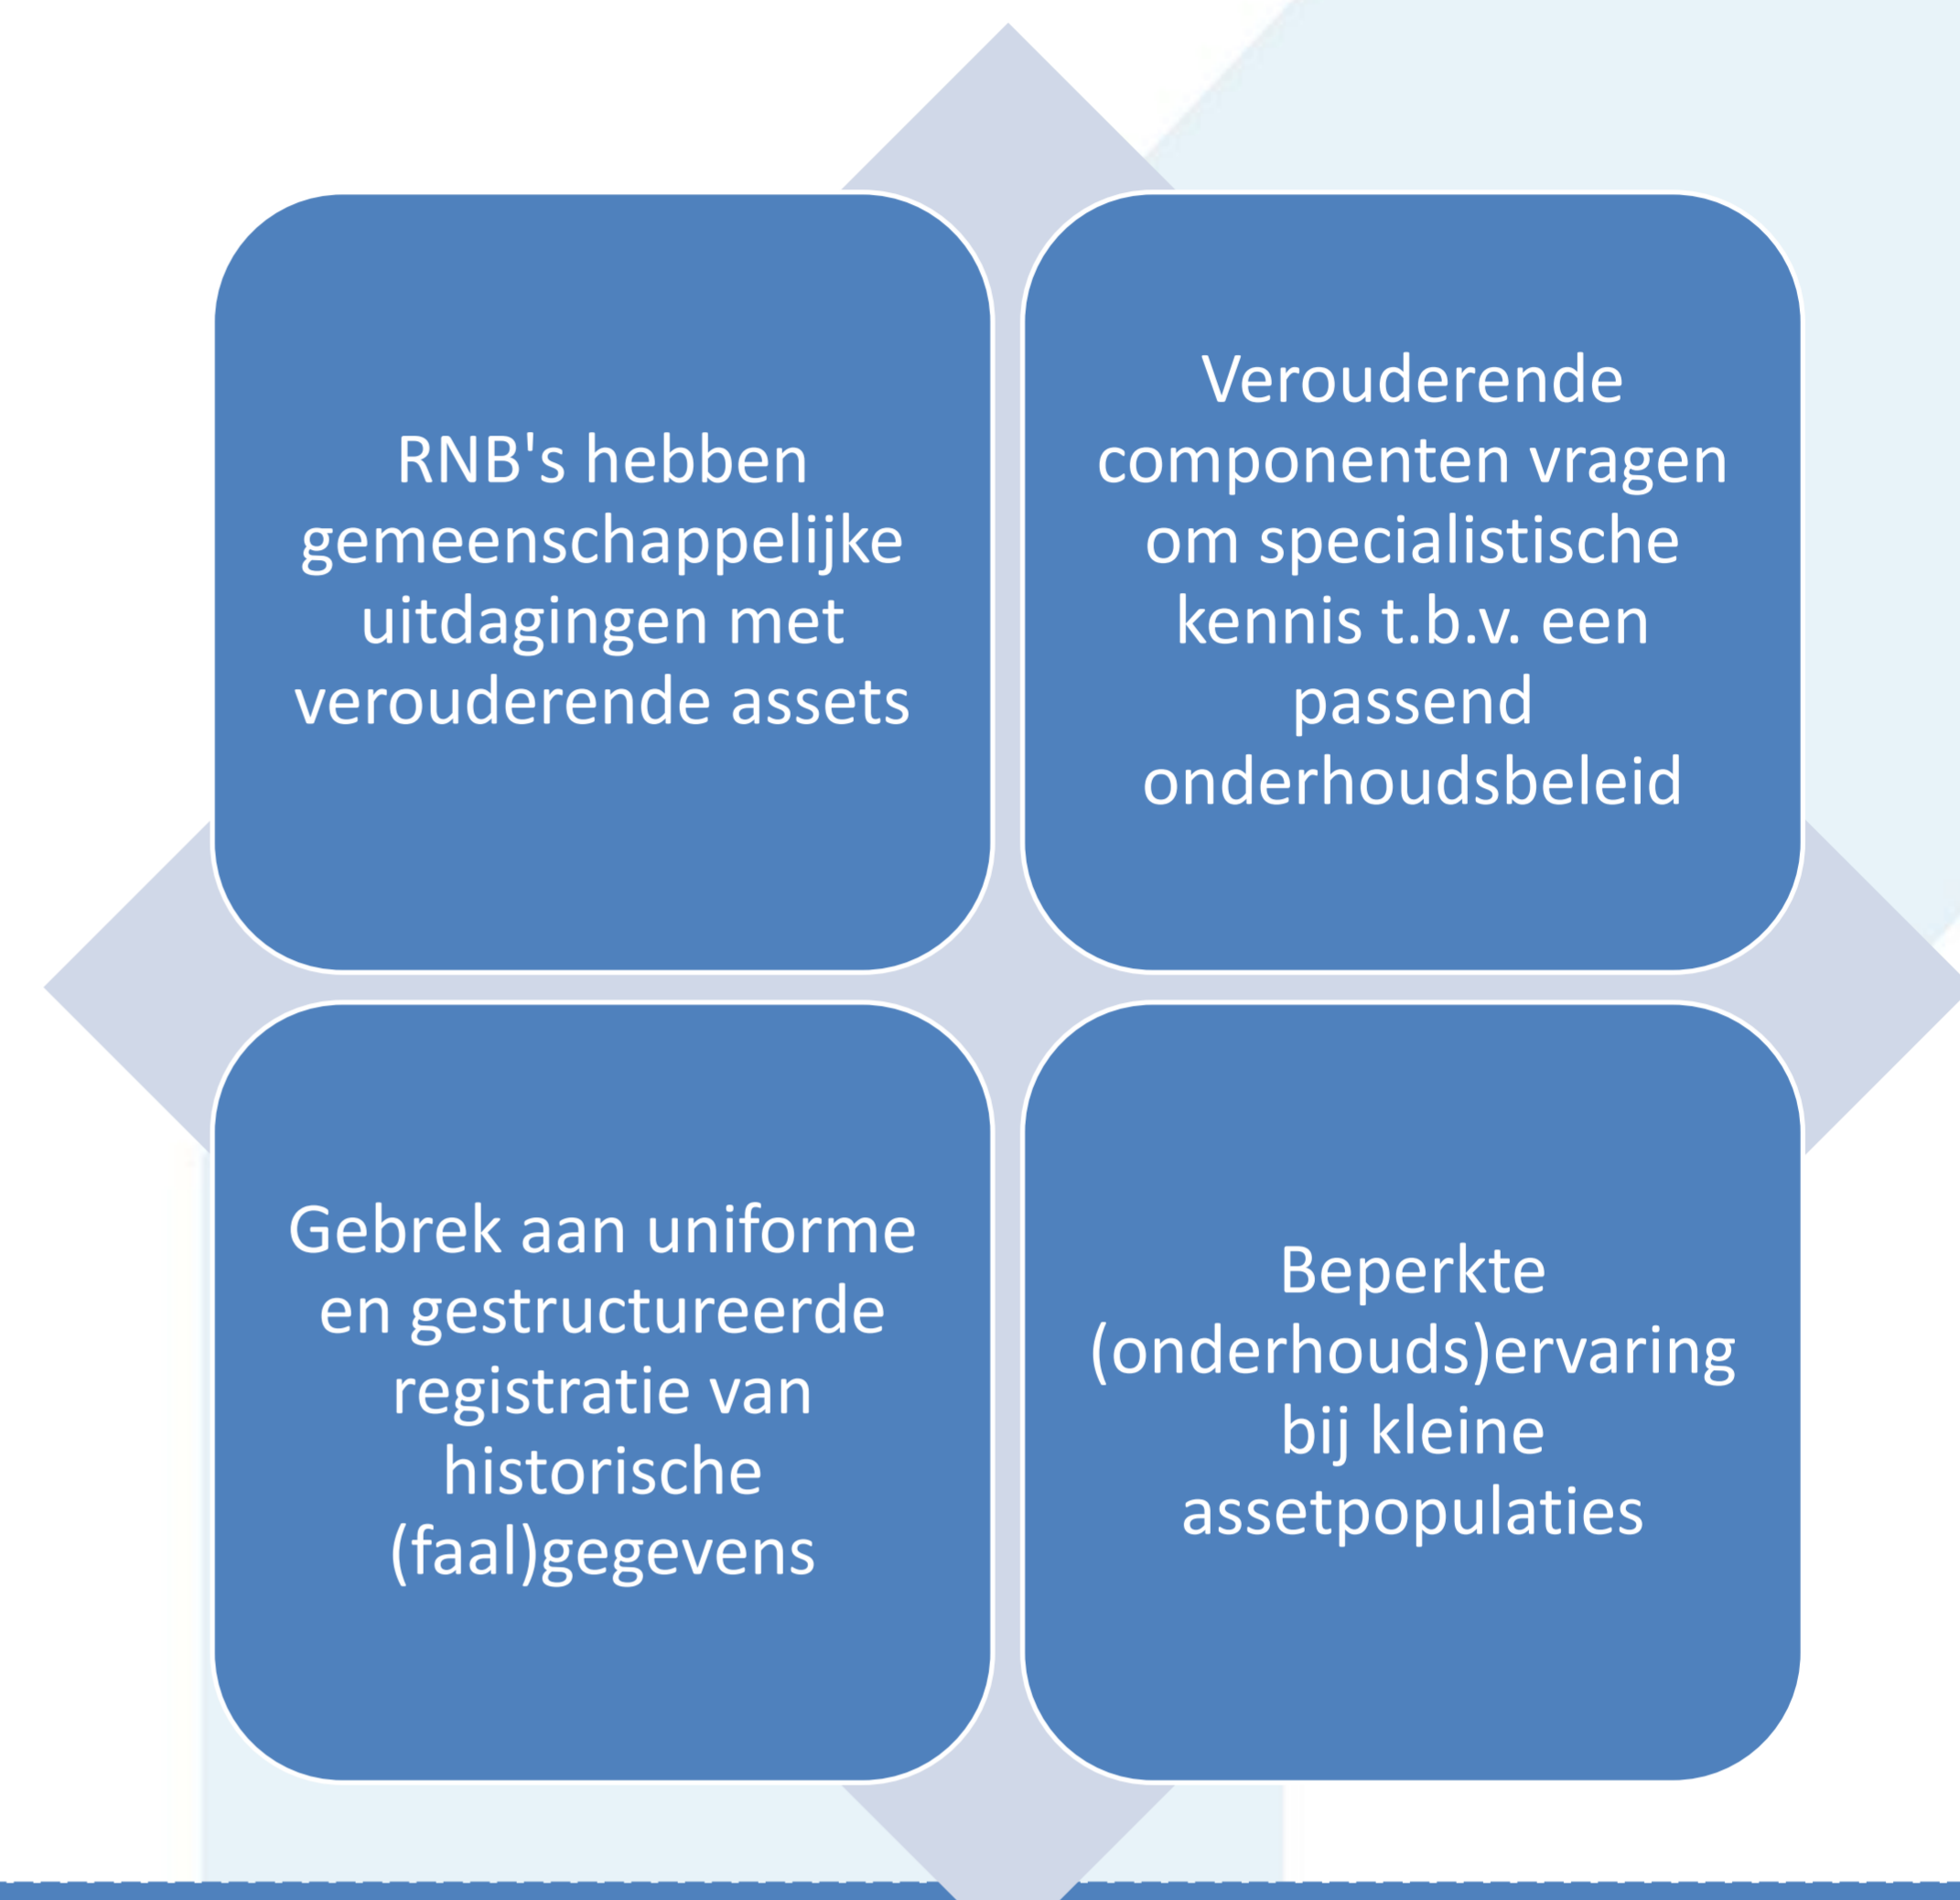 RNB's hebben
gemeenschappelijke
uitdagingen met
verouderende assets
Verouderende
componenten vragen
om specialistische
kennis t.b.v. een
passend
onderhoudsbeleid
Gebrek aan uniforme
en gestructureerde
registratie van
historische
(faal)gegevens
Beperkte
(onderhouds)ervaring
bij kleine
assetpopulaties